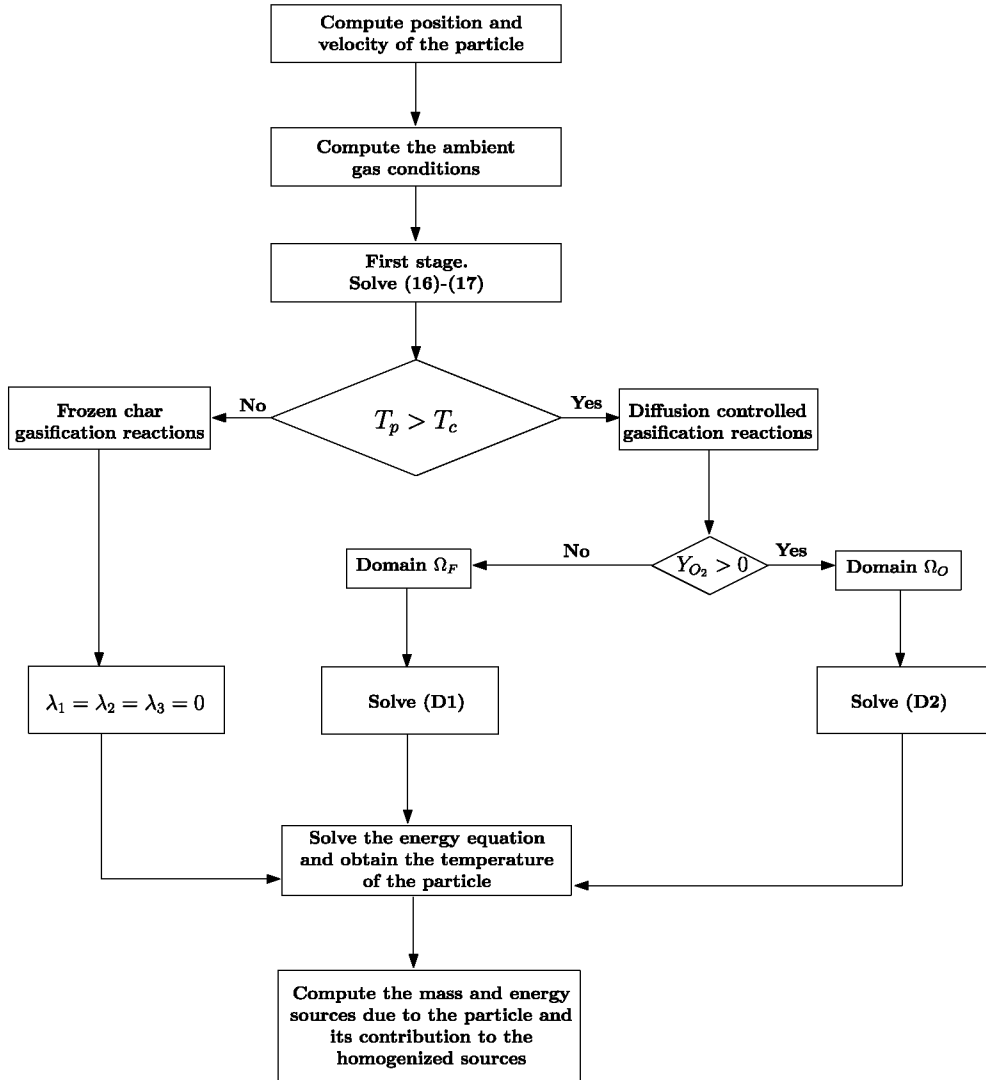 Compute position and
velocity of the particle
Compute the ambient
gas conditions
First stage.
Solve (16)-(17)
T_p > T_c
No
Yes
Frozen char
gasification reactions
Diffusion controlled
gasification reactions
Y_{O_2} > 0
No
Yes
Domain Ω_F
Domain Ω_O
λ_1 = λ_2 = λ_3 = 0
Solve (D1)
Solve (D2)
Solve the energy equation
and obtain the temperature
of the particle
Compute the mass and energy
sources due to the particle and
its contribution to the
homogenized sources